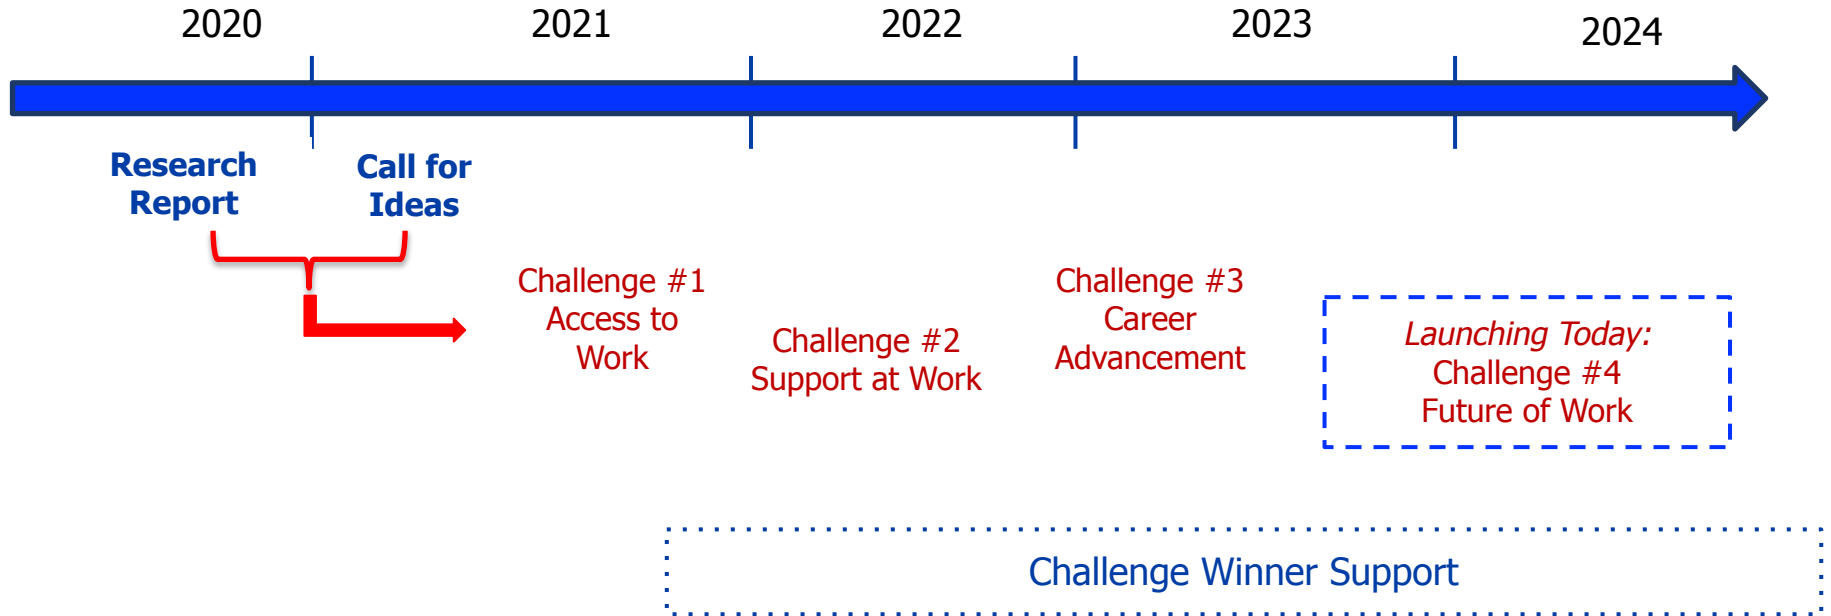 2020
2021
2022
2023
2024
Research
Report
Call for
Ideas
Challenge #1
Access to
Work
Challenge #2
Support at Work
Challenge #3
Career
Advancement
Launching Today:
Challenge #4
Future of Work
Challenge Winner Support